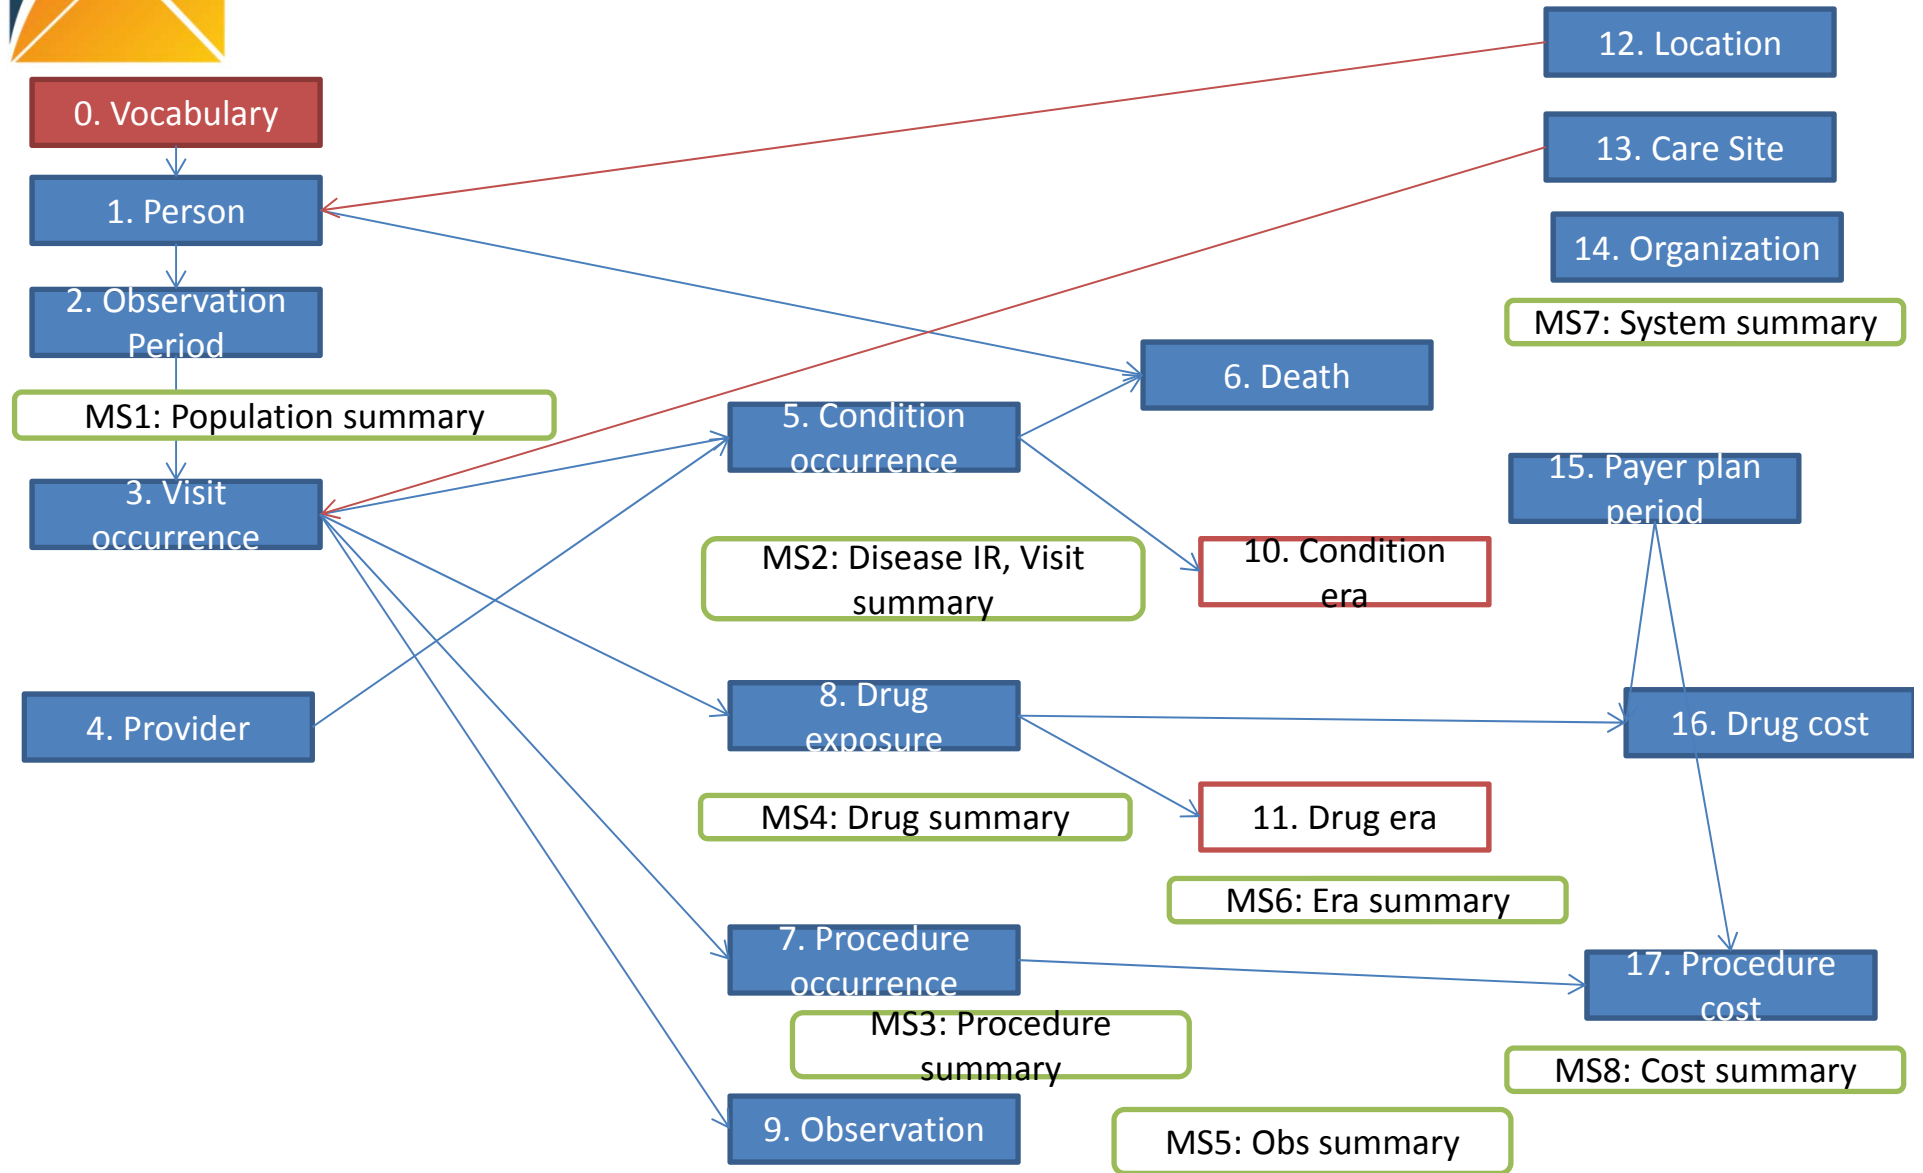 12. Location
0. Vocabulary
13. Care Site
1. Person
14. Organization
2. Observation
Period
MS7: System summary
6. Death
MS1: Population summary
5. Condition
occurrence
15. Payer plan
period
3. Visit
occurrence
MS2: Disease IR, Visit
summary
10. Condition
era
4. Provider
8. Drug
exposure
16. Drug cost
MS4: Drug summary
11. Drug era
MS6: Era summary
7. Procedure
occurrence
17. Procedure
cost
MS3: Procedure
summary
MS8: Cost summary
9. Observation
MS5: Obs summary